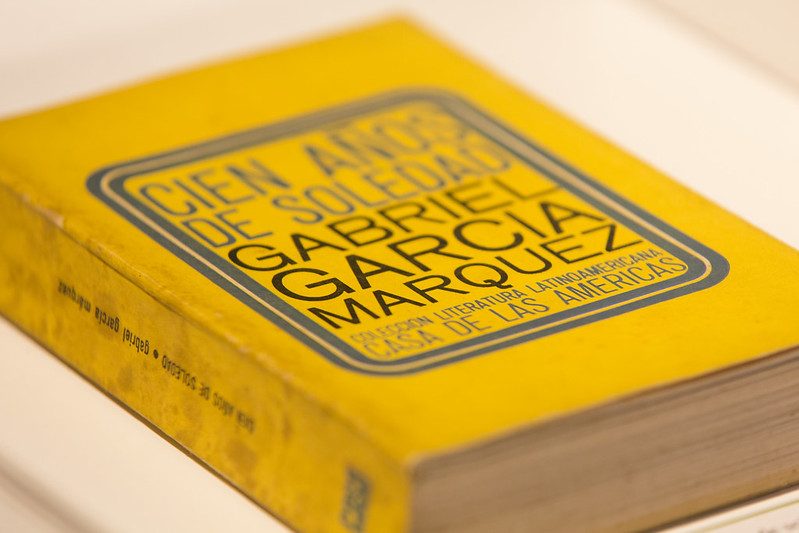 CIEN AÑOS
DE SOLEDAD
GABRIEL
GARCIA
MARQUEZ
COLECCION LITERATURA LATINOAMERICANA
CASA DE LAS AMERICAS
CIEN AÑOS DE SOLEDAD • gabriel garcía márquez